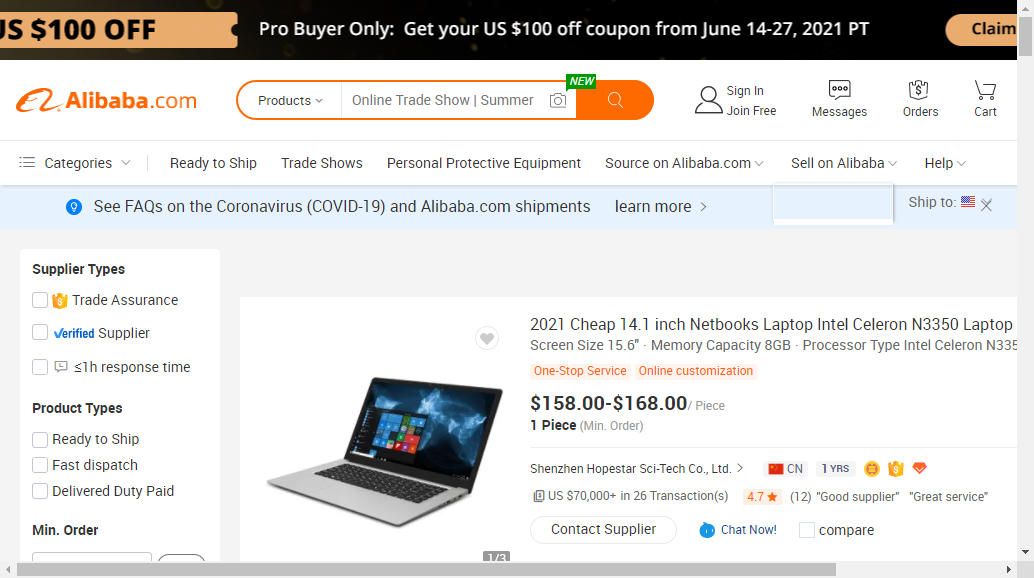 US $100 OFF
Pro Buyer Only: Get your US $100 off coupon from June 14-27, 2021 PT
Claim
Alibaba.com
Products
Online Trade Show | Summer
NEW
Sign In
Join Free
Messages
Orders
Cart
Categories
Ready to Ship
Trade Shows
Personal Protective Equipment
Source on Alibaba.com
Sell on Alibaba
Help
See FAQs on the Coronavirus (COVID-19) and Alibaba.com shipments
learn more
Ship to:
Supplier Types
Trade Assurance
Verified Supplier
≤1h response time
Product Types
Ready to Ship
Fast dispatch
Delivered Duty Paid
Min. Order
2021 Cheap 14.1 inch Netbooks Laptop Intel Celeron N3350 Laptop
Screen Size 15.6" · Memory Capacity 8GB · Processor Type Intel Celeron N335
One-Stop Service
Online customization
$158.00-$168.00/ Piece
1 Piece (Min. Order)
Shenzhen Hopestar Sci-Tech Co., Ltd.
CN
1 YRS
US $70,000+ in 26 Transaction(s)
4.7
(12) "Good supplier" "Great service"
Contact Supplier
Chat Now!
compare
1/3